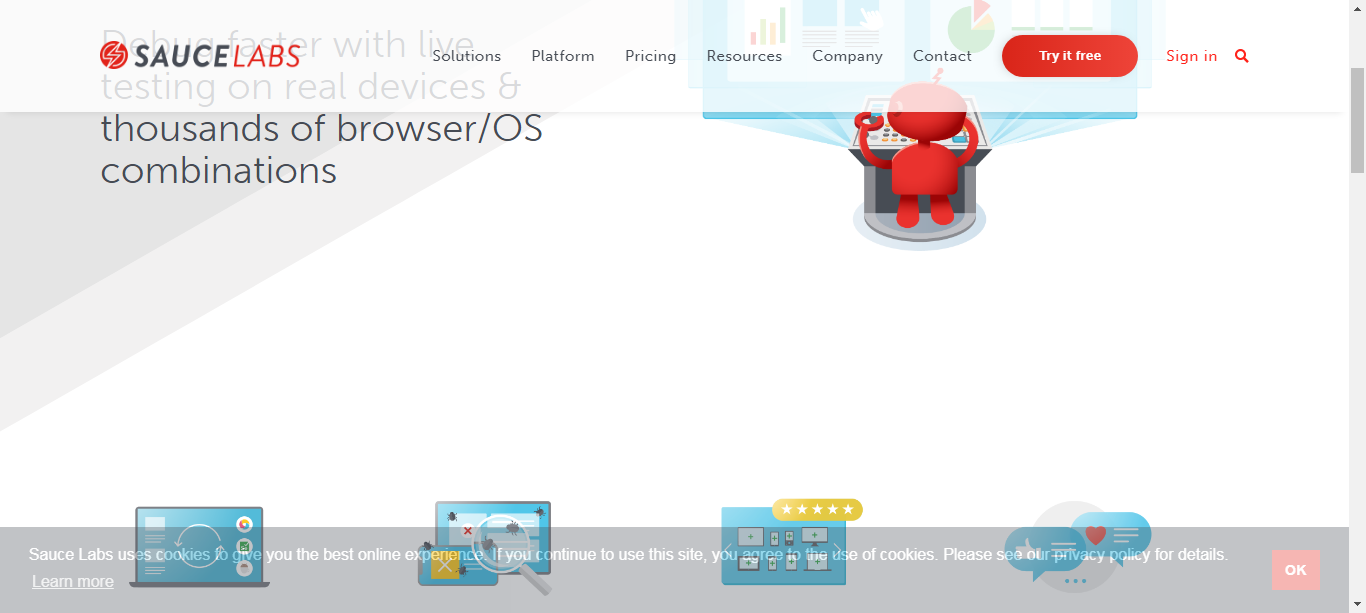 Debug faster with live
testing on real devices &
thousands of browser/OS
combinations
SAUCE LABS
Solutions
Platform
Pricing
Resources
Company
Contact
Try it free
Sign in
Sauce Labs uses cookies to give you the best online experience. If you continue to use this site, you agree to the use of cookies. Please see our privacy policy for details.
Learn more
OK